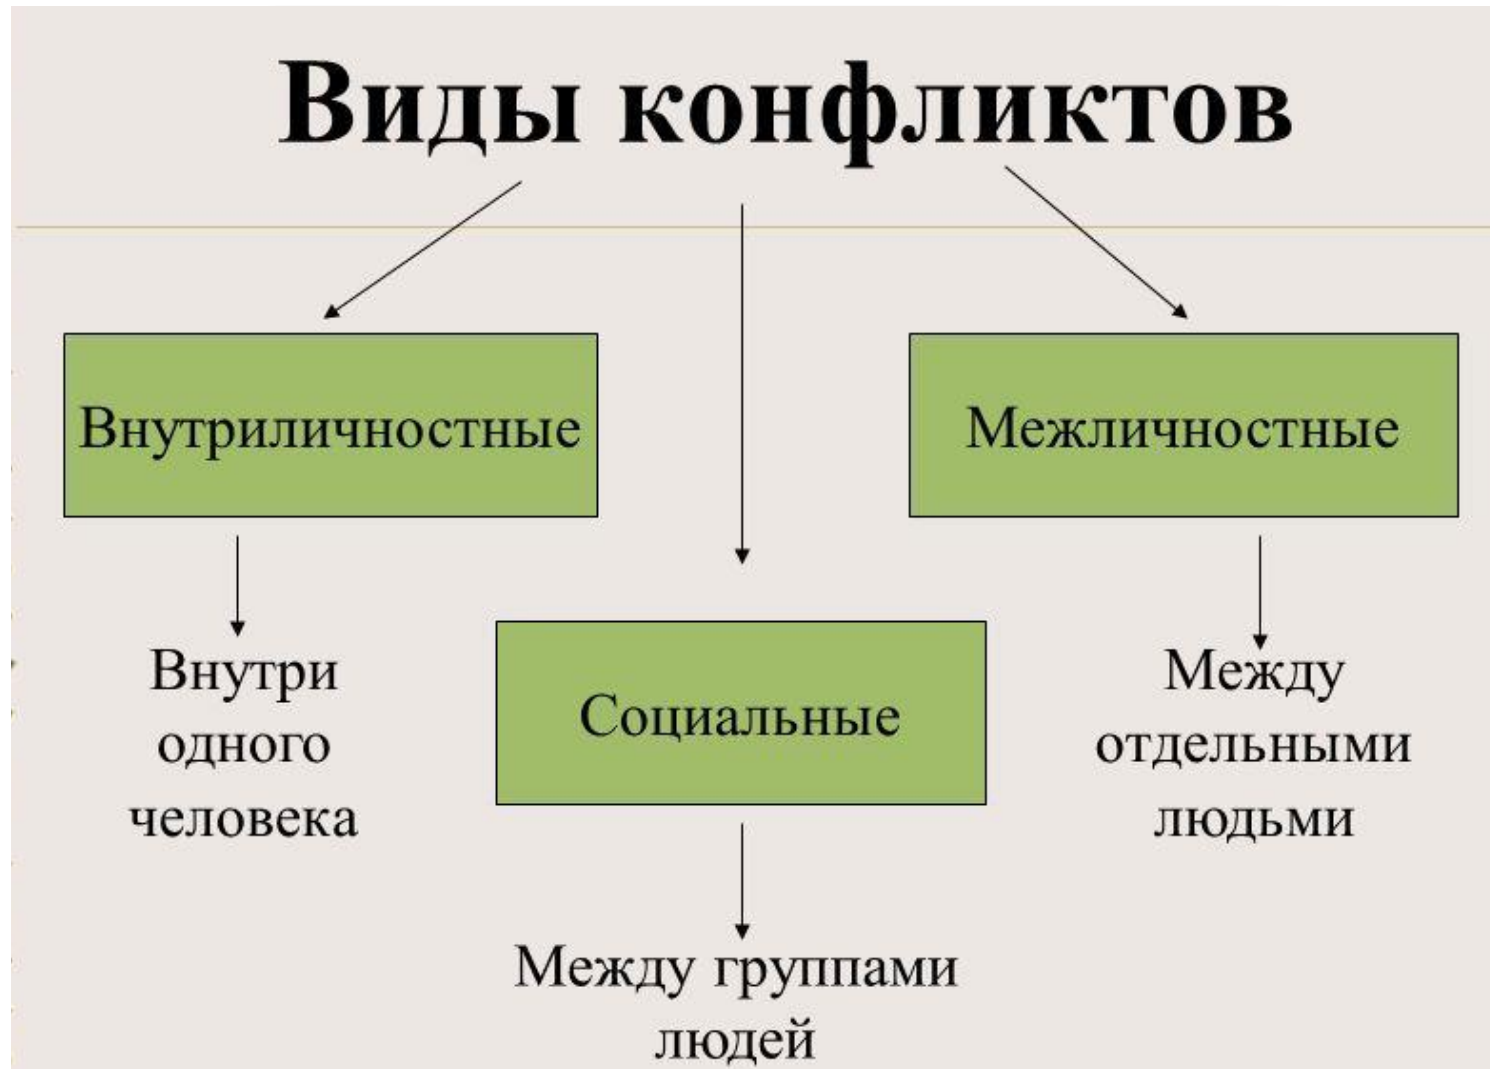 Виды конфликтов
Внутриличностные
Межличностные
Внутри
одного
человека
Социальные
Между
отдельными
людьми
Между группами
людей